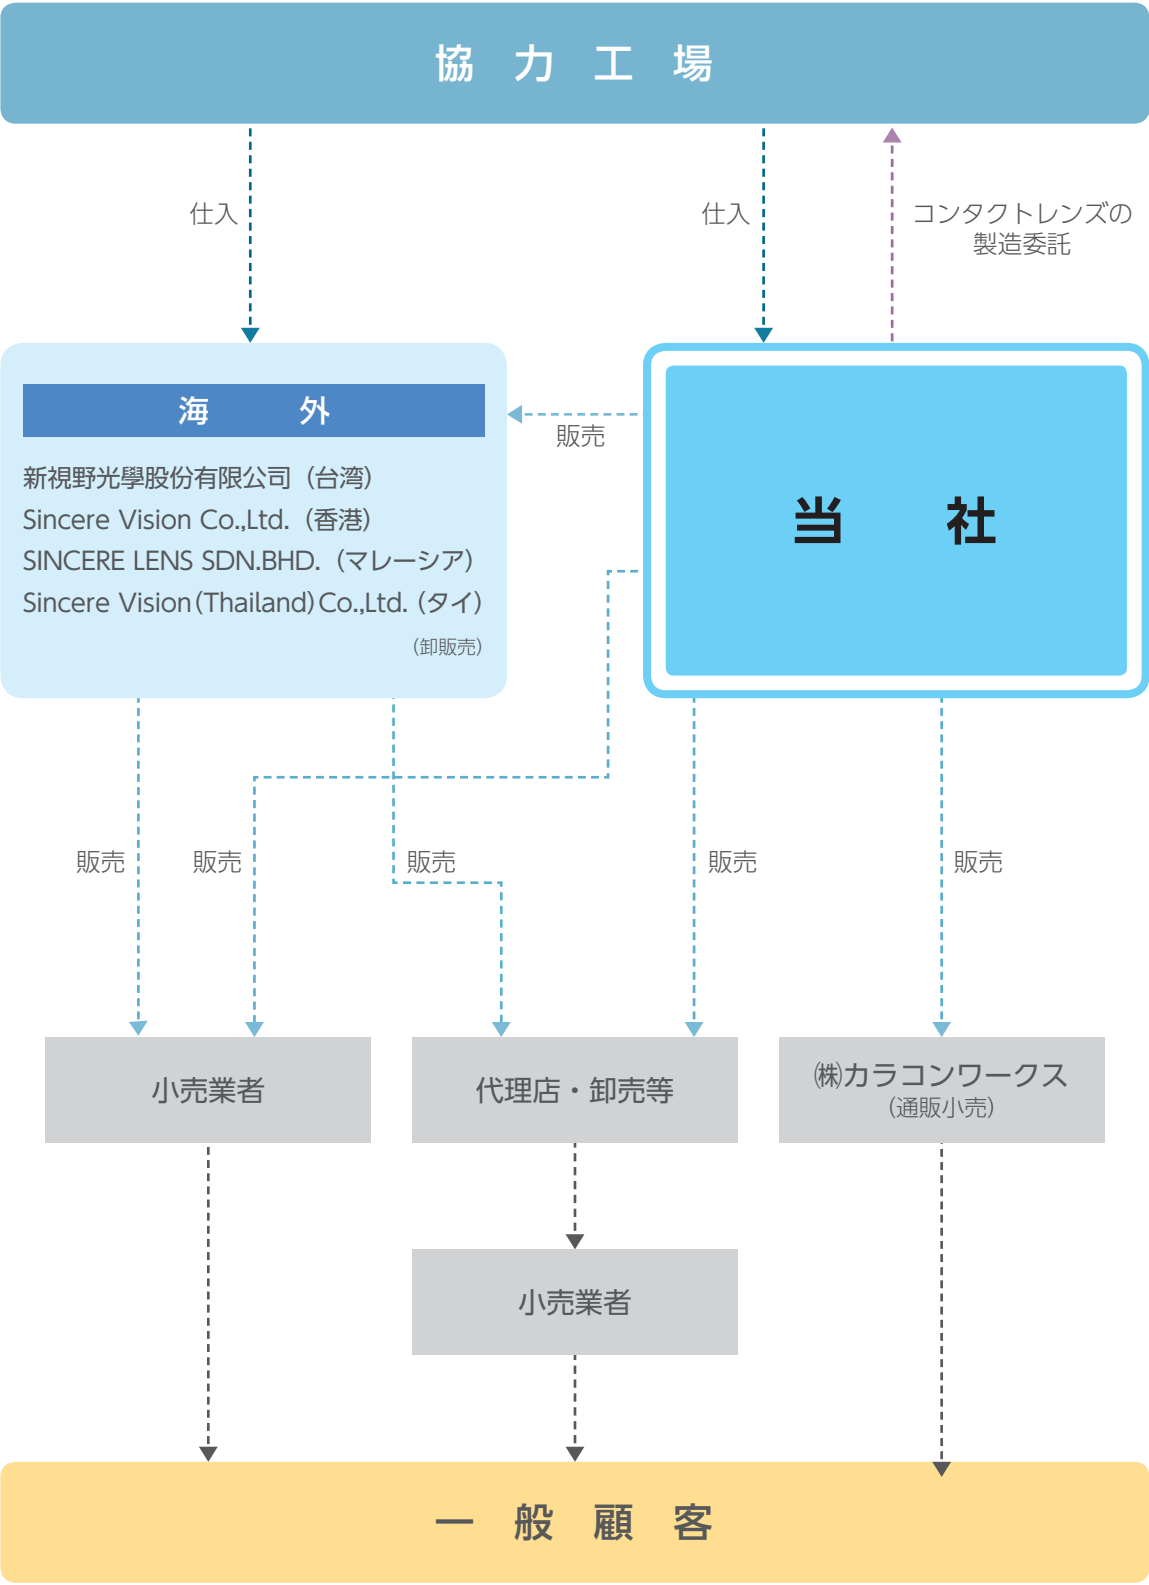 協 力 工 場
仕入
仕入
コンタクトレンズの
製造委託
海 外
新視野光學股份有限公司（台湾）
Sincere Vision Co.,Ltd.（香港）
SINCERE LENS SDN.BHD.（マレーシア）
Sincere Vision(Thailand)Co.,Ltd.（タイ）
（卸販売）
販売
当 社
販売
販売
販売
販売
販売
小売業者
代理店・卸売等
㈱カラコンワークス
（通販小売）
小売業者
一 般 顧 客